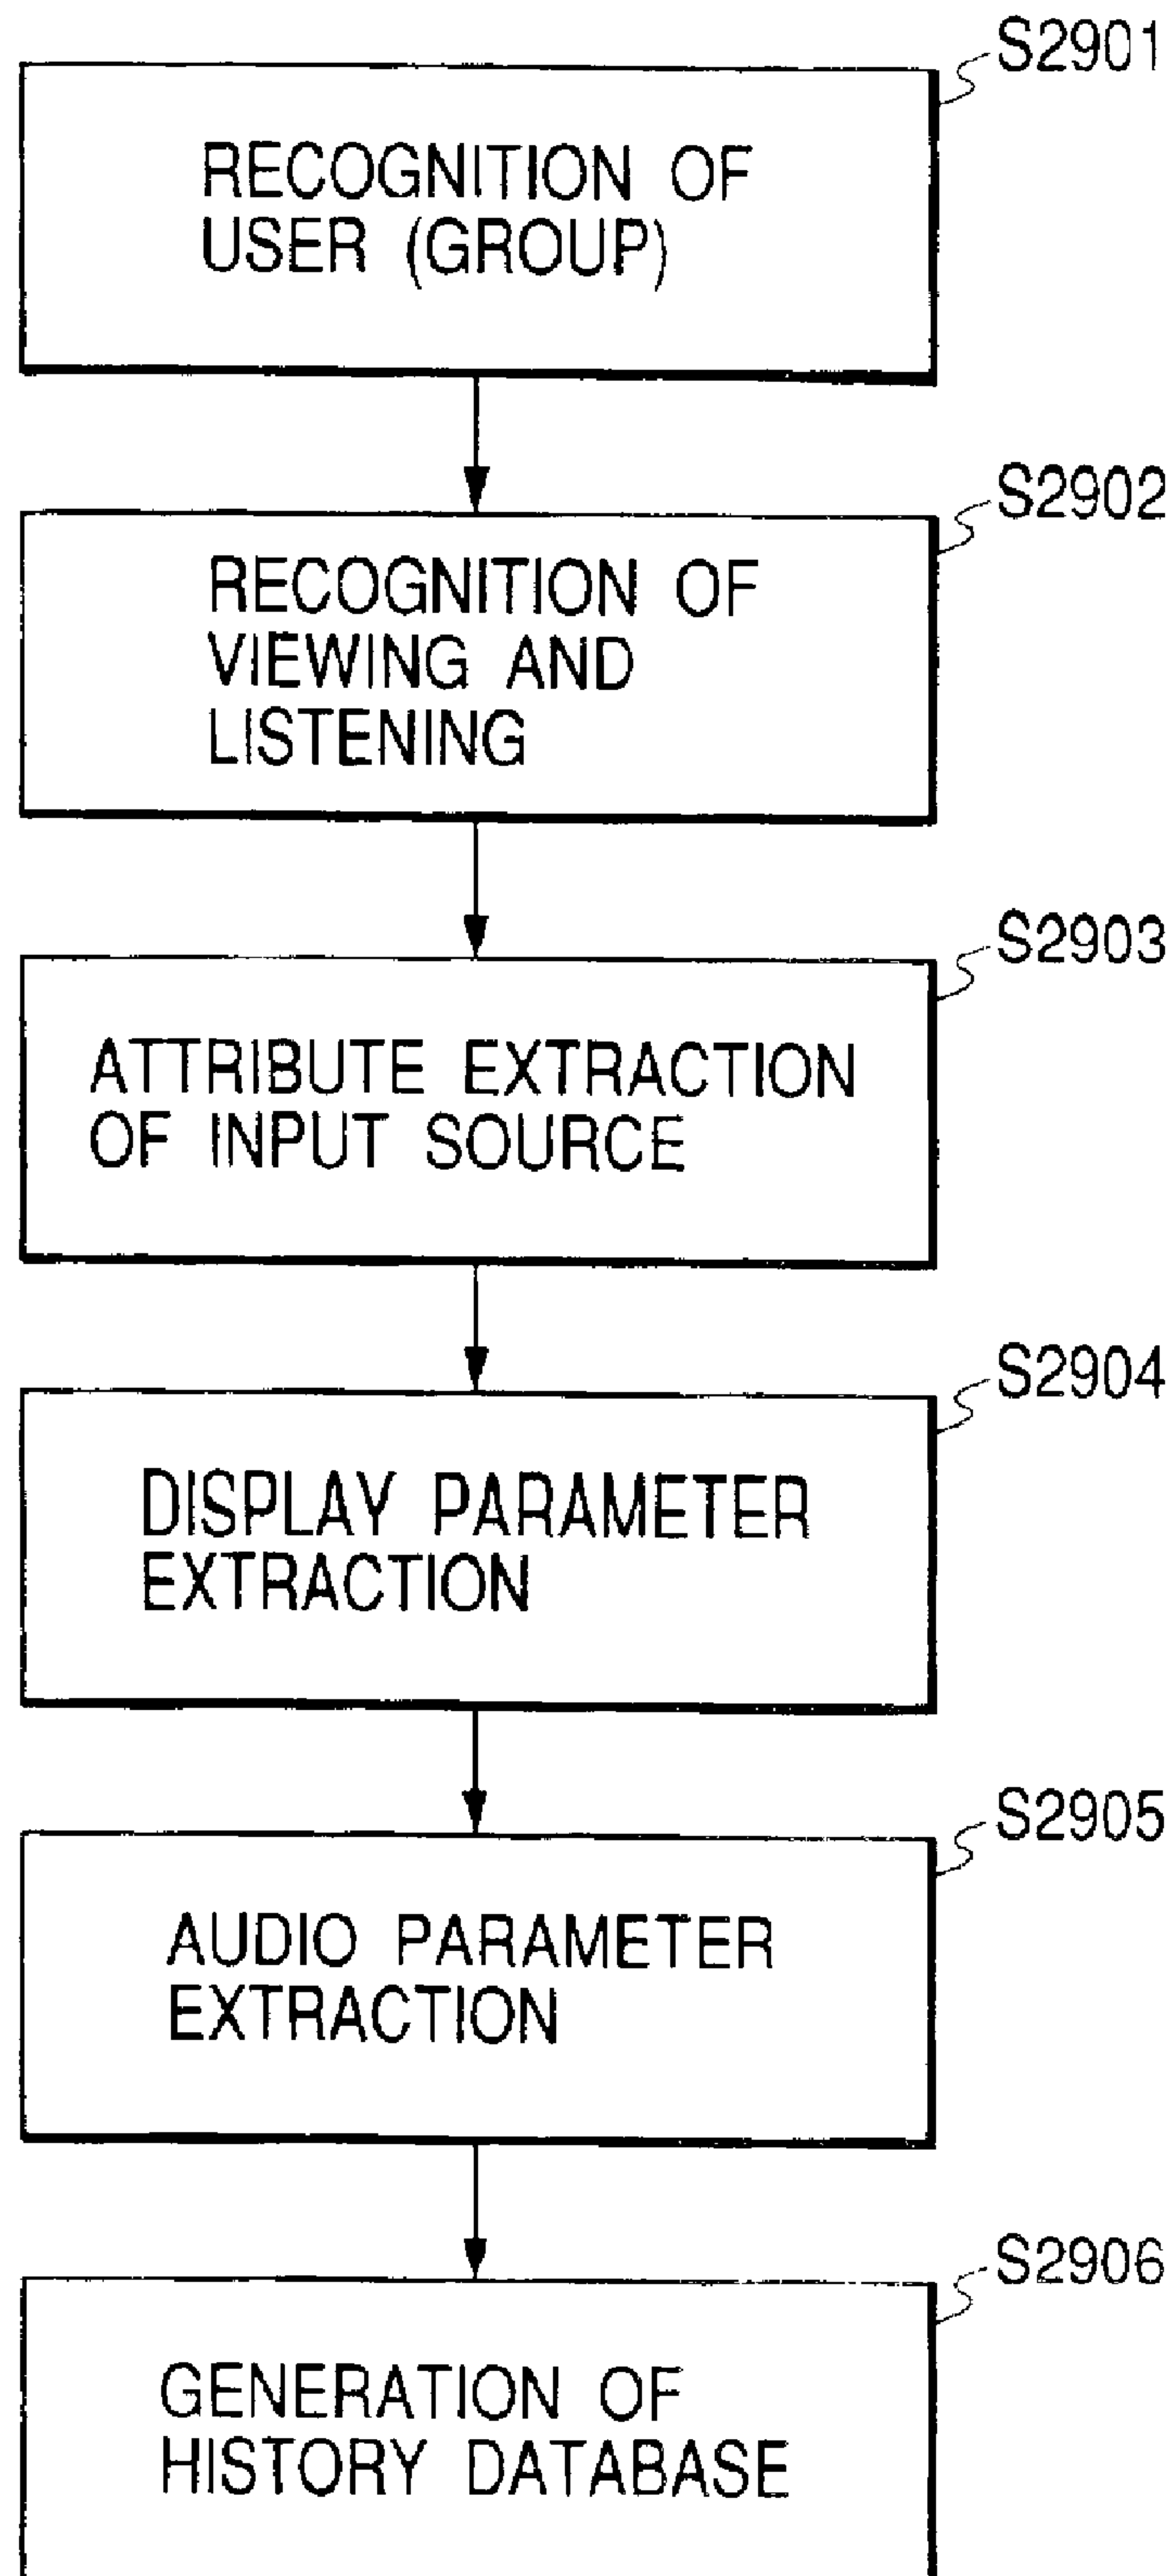 S2901
RECOGNITION OF
USER (GROUP)
S2902
RECOGNITION OF
VIEWING AND
LISTENING
S2903
ATTRIBUTE EXTRACTION
OF INPUT SOURCE
S2904
DISPLAY PARAMETER
EXTRACTION
S2905
AUDIO PARAMETER
EXTRACTION
S2906
GENERATION OF
HISTORY DATABASE